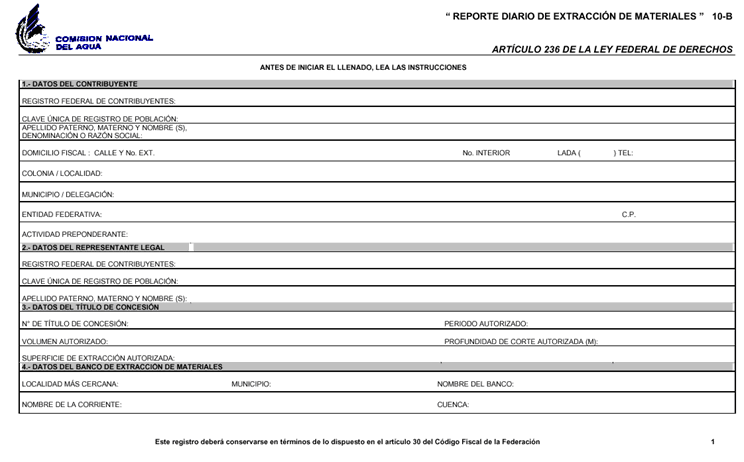 “ REPORTE DIARIO DE EXTRACCIÓN DE MATERIALES ” 10-B
COMISION NACIONAL
DEL AGUA
ARTÍCULO 236 DE LA LEY FEDERAL DE DERECHOS
ANTES DE INICIAR EL LLENADO, LEA LAS INSTRUCCIONES
1.- DATOS DEL CONTRIBUYENTE
REGISTRO FEDERAL DE CONTRIBUYENTES:
CLAVE ÚNICA DE REGISTRO DE POBLACIÓN:
APELLIDO PATERNO, MATERNO Y NOMBRE (S),
DENOMINACIÓN O RAZÓN SOCIAL:
DOMICILIO FISCAL : CALLE Y No. EXT. No. INTERIOR LADA ( ) TEL:
COLONIA / LOCALIDAD:
MUNICIPIO / DELEGACIÓN:
ENTIDAD FEDERATIVA: C.P.
ACTIVIDAD PREPONDERANTE:
2.- DATOS DEL REPRESENTANTE LEGAL
REGISTRO FEDERAL DE CONTRIBUYENTES:
CLAVE ÚNICA DE REGISTRO DE POBLACIÓN:
APELLIDO PATERNO, MATERNO Y NOMBRE (S):
3.- DATOS DEL TÍTULO DE CONCESIÓN
N° DE TÍTULO DE CONCESIÓN: PERIODO AUTORIZADO:
VOLUMEN AUTORIZADO: PROFUNDIDAD DE CORTE AUTORIZADA (M):
SUPERFICIE DE EXTRACCIÓN AUTORIZADA:
4.- DATOS DEL BANCO DE EXTRACCIÓN DE MATERIALES
LOCALIDAD MÁS CERCANA: MUNICIPIO: NOMBRE DEL BANCO:
NOMBRE DE LA CORRIENTE: CUENCA:
Este registro deberá conservarse en términos de lo dispuesto en el artículo 30 del Código Fiscal de la Federación 1